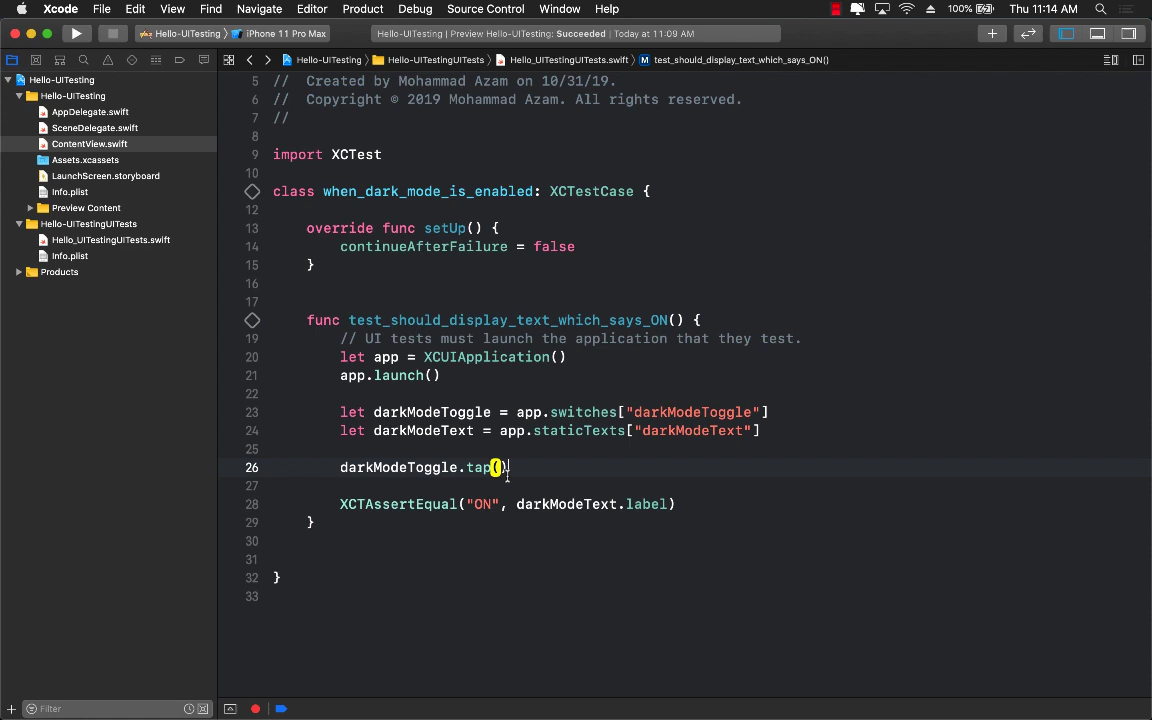 Xcode File Edit View Find Navigate Editor Product Debug Source Control Window Help 100% Thu 11:14 AM
Hello-UITesting iPhone 11 Pro Max Hello-UITesting | Preview Hello-UITesting: Succeeded | Today at 11:09 AM
Hello-UITesting Hello-UITestingUITests Hello_UITestingUITests.swift M test_should_display_text_which_says_ON()
Hello-UITesting
Hello-UITesting
AppDelegate.swift
SceneDelegate.swift
ContentView.swift
Assets.xcassets
LaunchScreen.storyboard
Info.plist
Preview Content
Hello-UITestingUITests
Hello_UITestingUITests.swift
Info.plist
Products
Filter
5 // Created by Mohammad Azam on 10/31/19.
6 // Copyright © 2019 Mohammad Azam. All rights reserved.
7 //
8
9 import XCTest
10
11 class when_dark_mode_is_enabled: XCTestCase {
12
13 override func setUp() {
14 continueAfterFailure = false
15 }
16
17
18 func test_should_display_text_which_says_ON() {
19 // UI tests must launch the application that they test.
20 let app = XCUIApplication()
21 app.launch()
22
23 let darkModeToggle = app.switches["darkModeToggle"]
24 let darkModeText = app.staticTexts["darkModeText"]
25
26 darkModeToggle.tap()
27
28 XCTAssertEqual("ON", darkModeText.label)
29 }
30
31
32 }
33